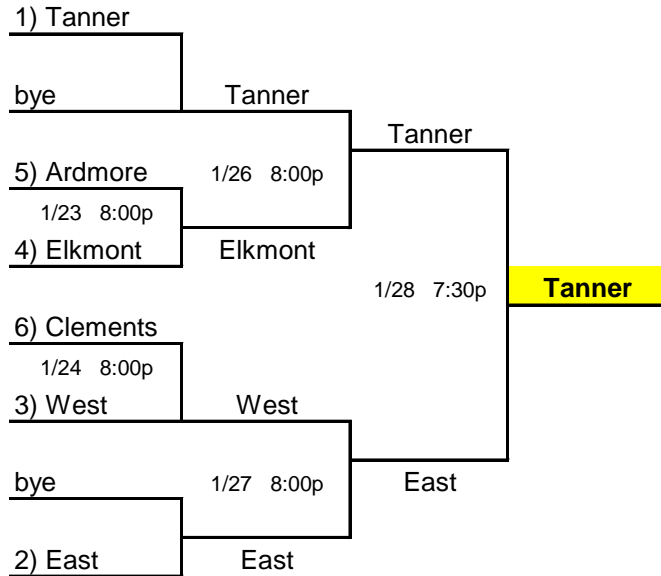 1) Tanner
bye Tanner
Tanner
5) Ardmore 1/26 8:00p
1/23 8:00p
4) Elkmont Elkmont
1/28 7:30p Tanner
6) Clements
1/24 8:00p
3) West West
bye 1/27 8:00p East
2) East East